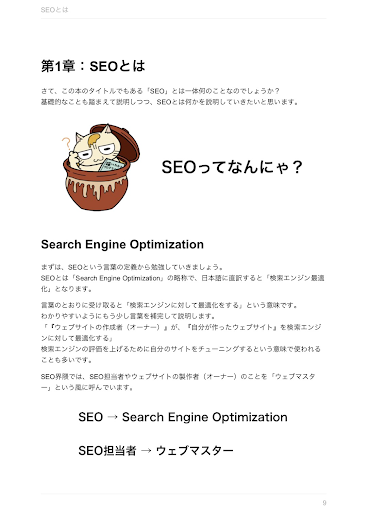 SEOとは
第1章：SEOとは
さて、この本のタイトルでもある「SEO」とは一体何のことなのでしょうか？
基礎的なことも踏まえて説明しつつ、SEOとは何かを説明していきたいと思います。
SEOってなんにゃ？
Search Engine Optimization
まずは、SEOという言葉の定義から勉強していきましょう。
SEOとは「Search Engine Optimization」の略称で、日本語に直訳すると「検索エンジン最適
化」となります。
言葉のとおりに受け取ると「検索エンジンに対して最適化をする」という意味です。
わかりやすいようにもう少し言葉を補完して説明します。
「『ウェブサイトの作成者（オーナー）』が、『自分が作ったウェブサイト』を検索エンジ
ンに対して最適化する」
検索エンジンの評価を上げるために自分のサイトをチューニングするという意味で使われる
ことも多いです。
SEO界隈では、SEO担当者やウェブサイトの製作者（オーナー）のことを「ウェブマスタ
ー」という風に呼んでいます。
SEO → Search Engine Optimization
SEO担当者 → ウェブマスター
9